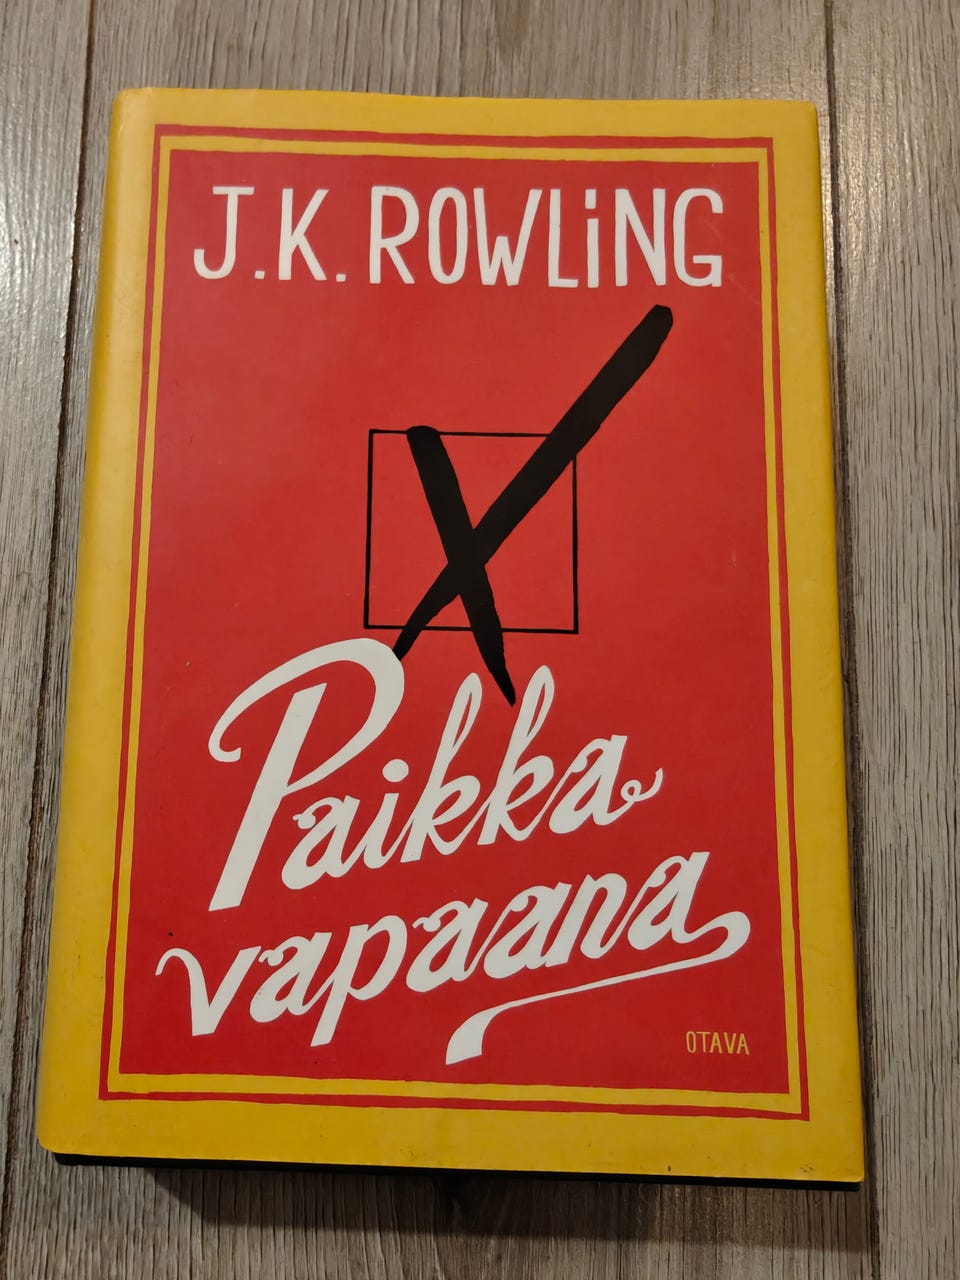 J.K. ROWLiNG
Paikka
vapaana
OTAVA